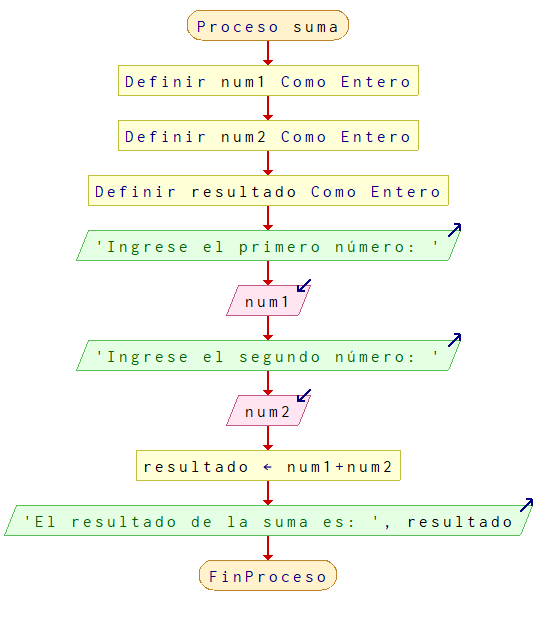 Proceso suma
Definir num1 Como Entero
Definir num2 Como Entero
Definir resultado Como Entero
'Ingrese el primero número: '
num1
'Ingrese el segundo número: '
num2
resultado ← num1+num2
'El resultado de la suma es: ', resultado
FinProceso